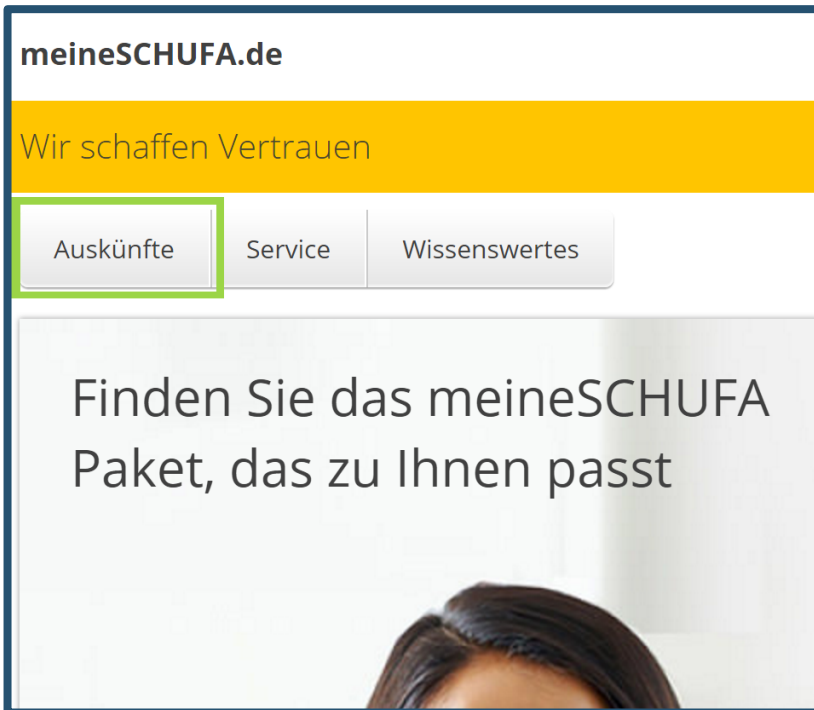 meineSCHUFA.de
Wir schaffen Vertrauen
Auskünfte Service Wissenswertes
Finden Sie das meineSCHUFA
Paket, das zu Ihnen passt